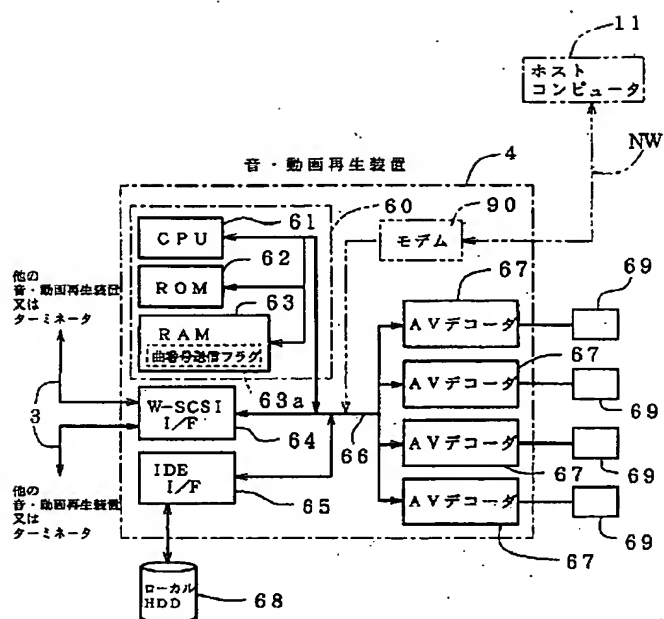 11
ホスト
コンピュータ
NW
音・動画再生装置
4
60
90
61
CPU
モデム
62
ROM
63
RAM
曲番号送信フラグ
63a
他の
音・動画再生装置
又は
ターミネータ
3
W-SCSI
I/F
64
66
IDE
I/F
65
他の
音・動画再生装置
又は
ターミネータ
ローカル
HDD
68
67
AVデコーダ
69
67
AVデコーダ
69
AVデコーダ
67
69
AVデコーダ
67
69